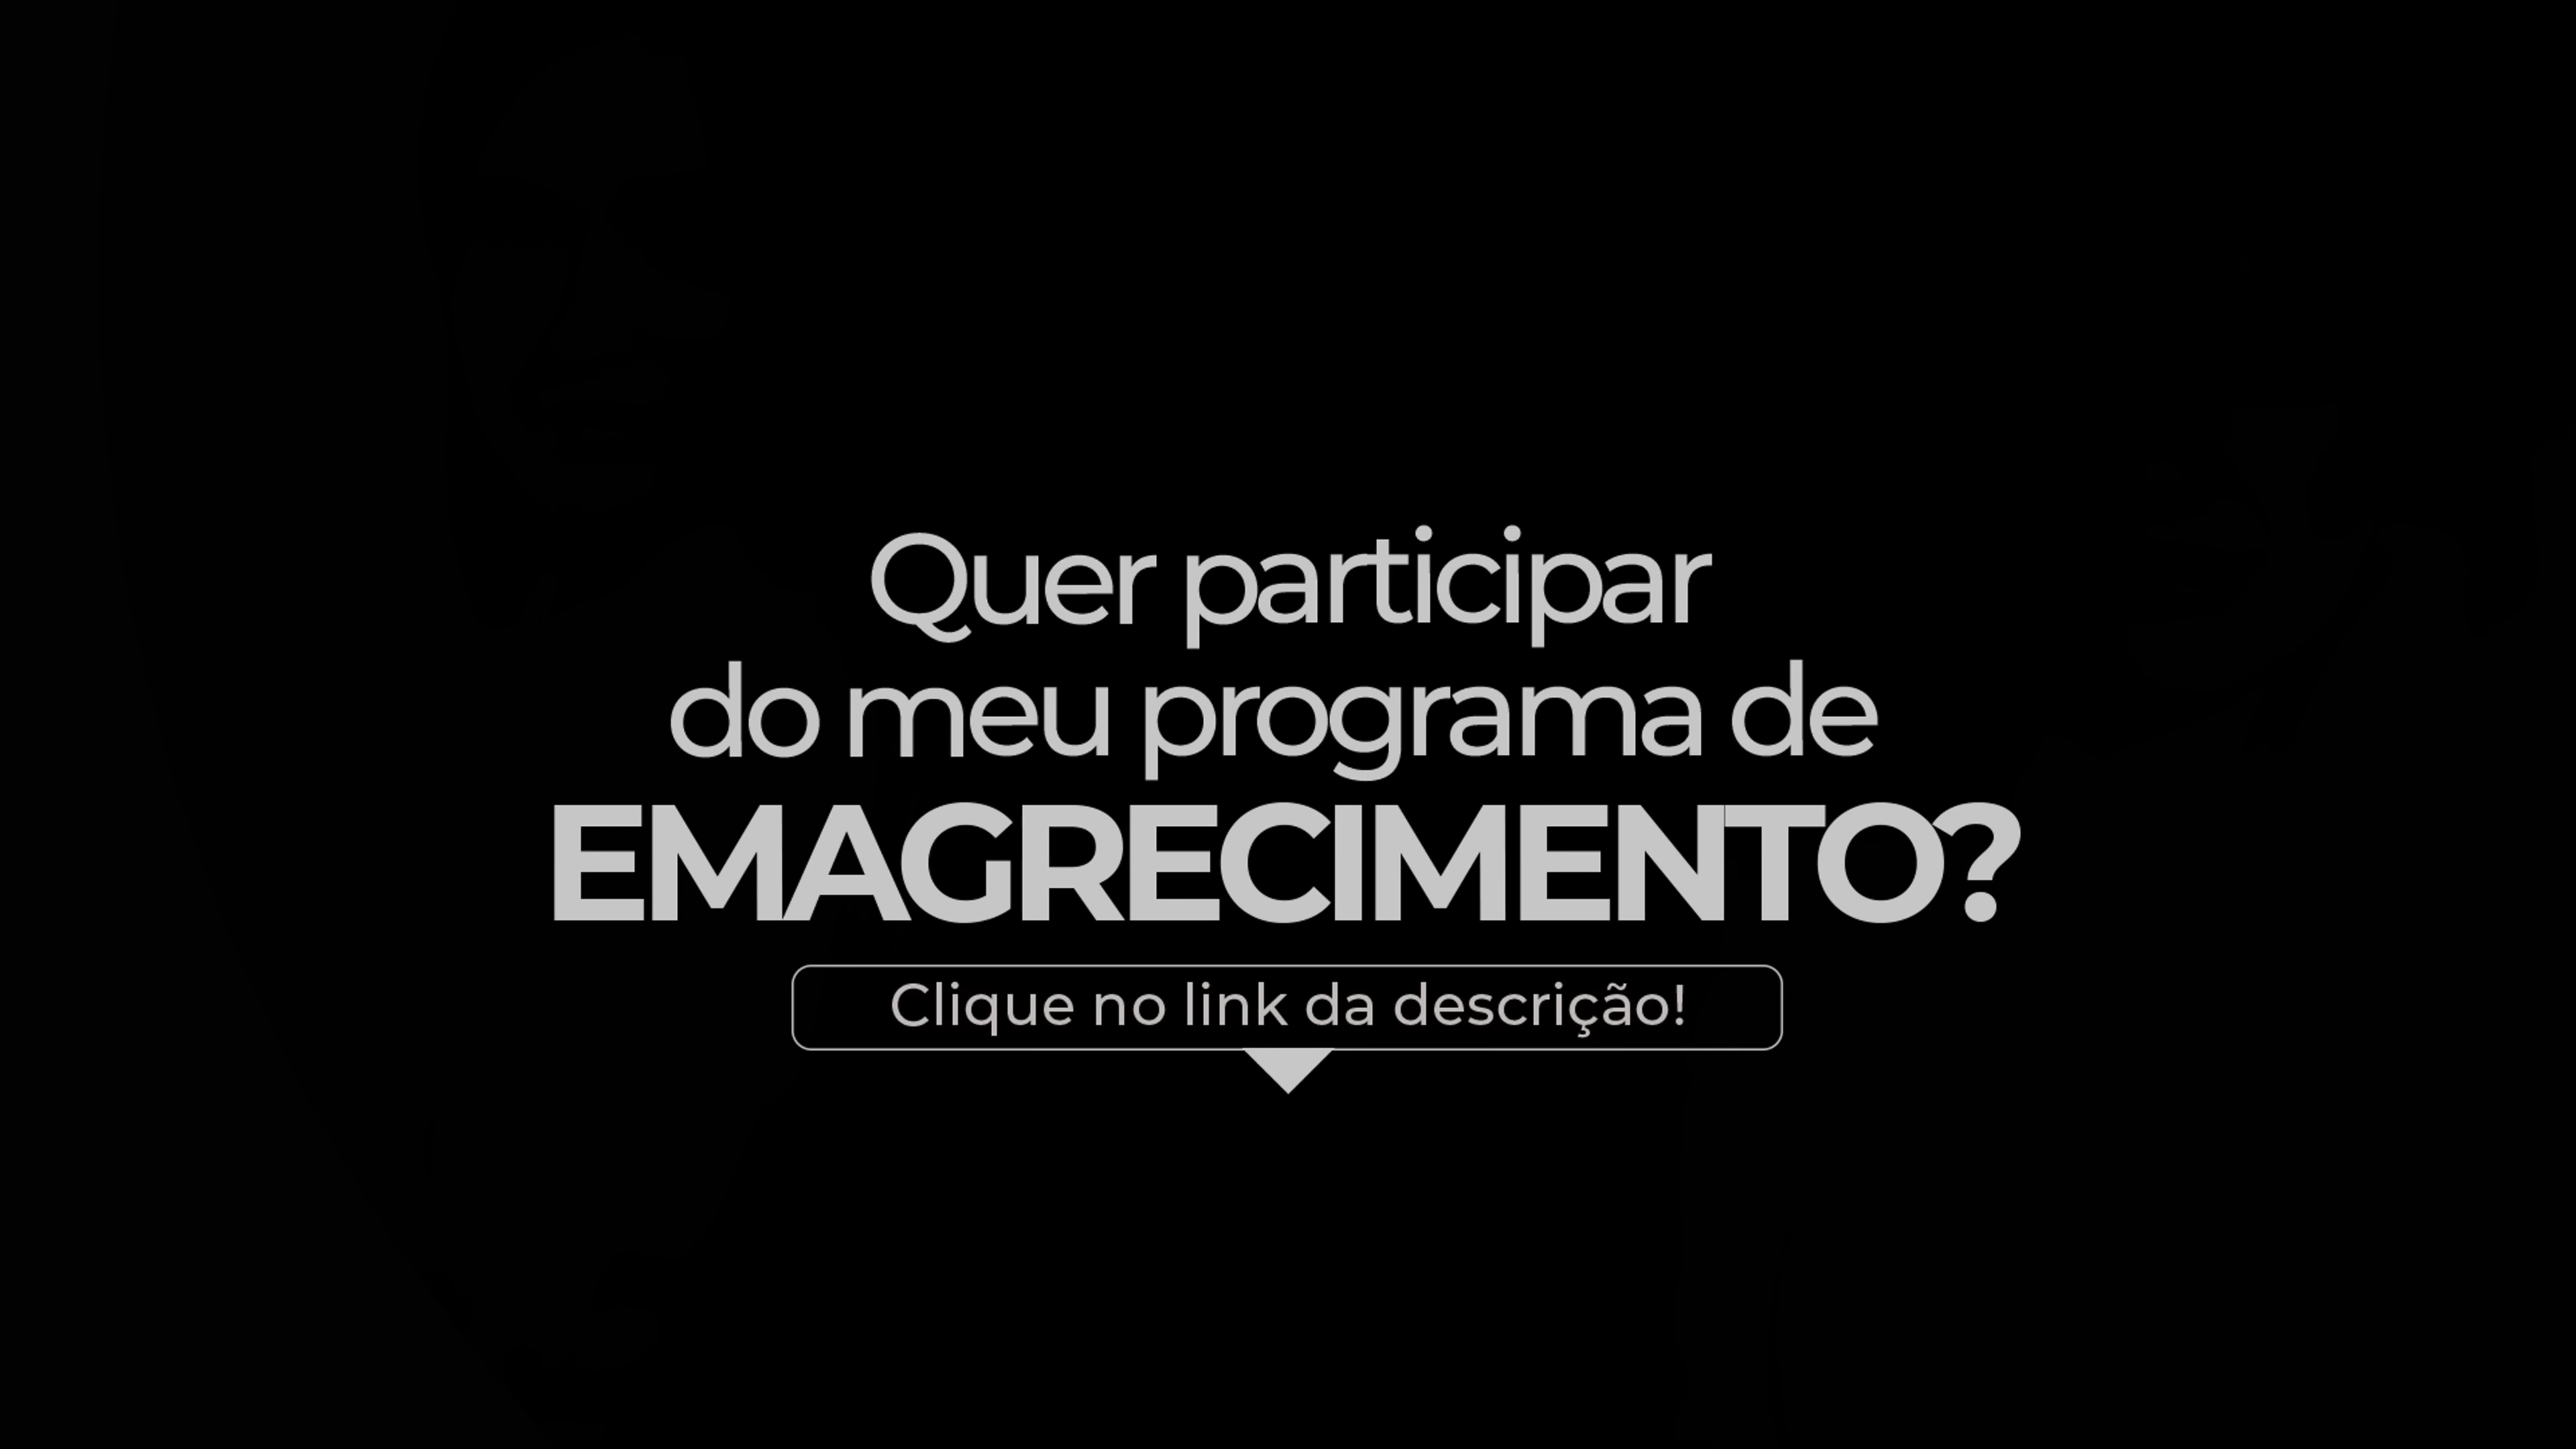 Quer participar
do meu programa de
EMAGRECIMENTO?
Clique no link da descrição!